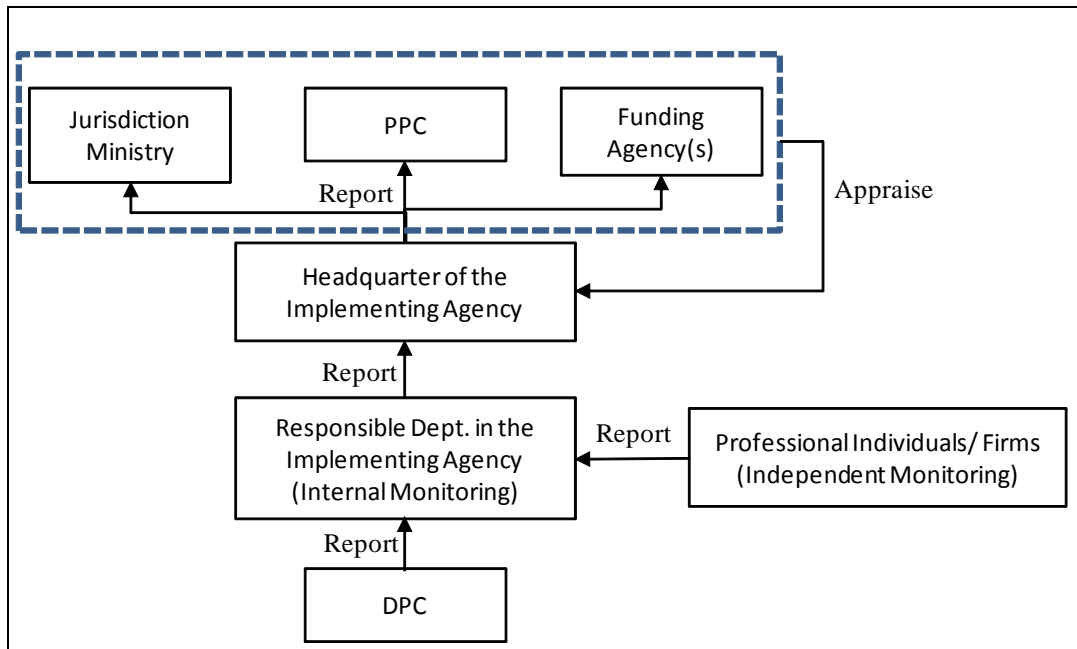 Jurisdiction
Ministry
PPC
Funding
Agency(s)
Report
Appraise
Headquarter of the
Implementing Agency
Report
Responsible Dept. in the
Implementing Agency
(Internal Monitoring)
Report
Professional Individuals/ Firms
(Independent Monitoring)
Report
DPC